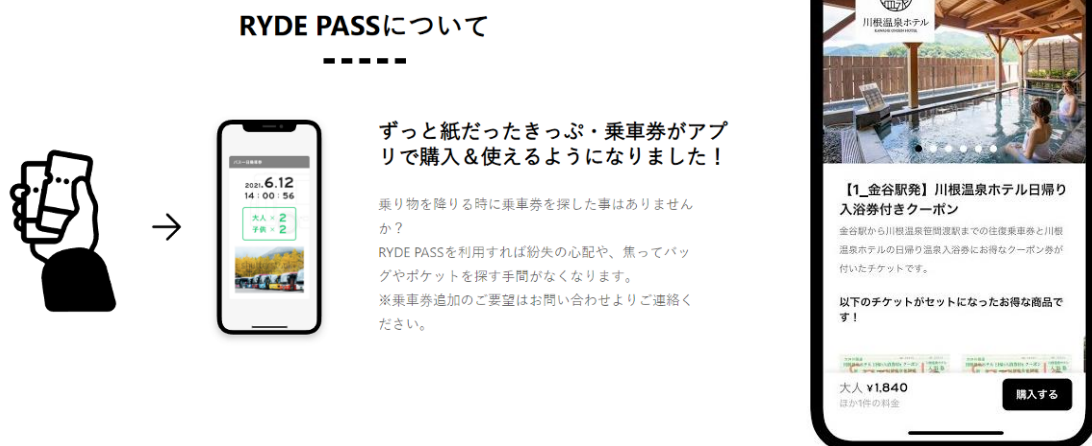 RYDE PASSについて
ずっと紙だったきっぷ・乗車券がアプ
リで購入＆使えるようになりました！
乗り物を降りる時に乗車券を探した事はありません
か？
RYDE PASSを利用すれば紛失の心配や、焦ってバッ
グやポケットを探す手間がなくなります。
※乗車券追加のご要望はお問い合わせよりご連絡く
ださい。
バス一日乗車券
2021.6.12
14：00：56
大人 × 2
子供 × 2
川根温泉ホテル
KAWANE ONSEN HOTEL
【1_金谷駅発】川根温泉ホテル日帰り
入浴券付きクーポン
金谷駅から川根温泉笹間渡駅までの往復乗車券と川根
温泉ホテルの日帰り温泉入浴券にお得なクーポン券が
付いたチケットです。
以下のチケットがセットになったお得な商品で
す！
大人 ¥1,840
ほか1件の料金
購入する